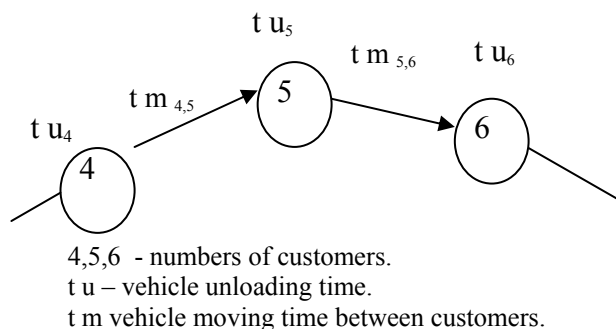 t u₅
t m ₅,₆
t u₆
t m ₄,₅
5
6
t u₄
4
4,5,6 - numbers of customers.
t u – vehicle unloading time.
t m vehicle moving time between customers.